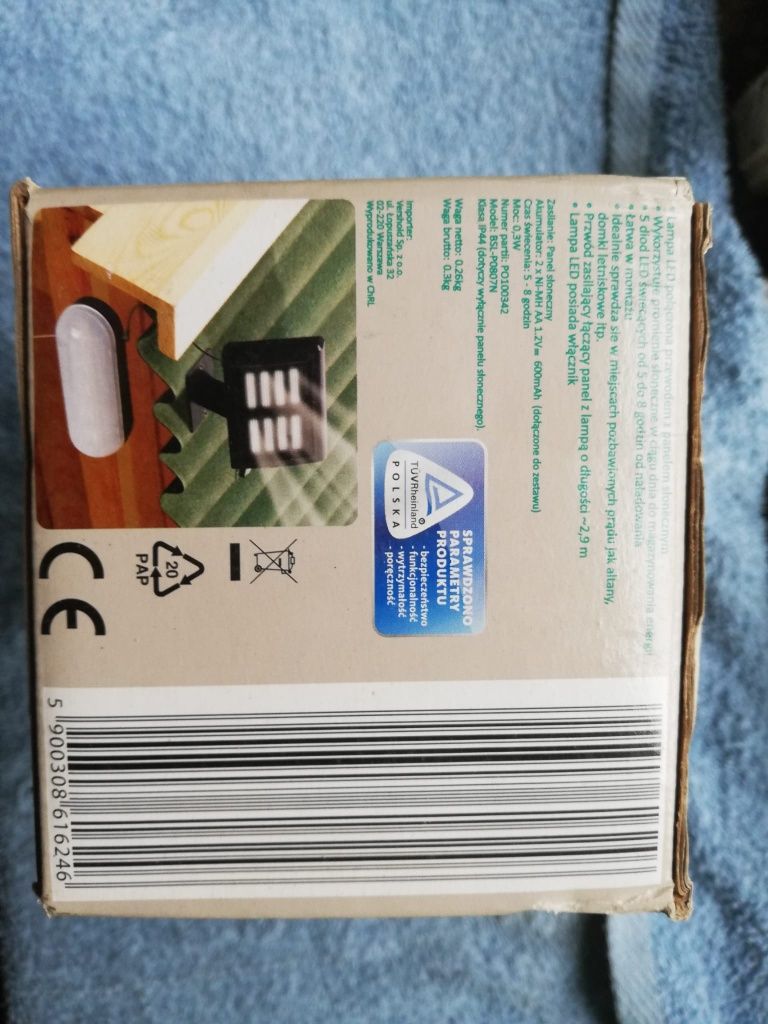 • Lampa LED połączona przewodem z panelem słonecznym
• Wykorzystuje promienie słoneczne w ciągu dnia do magazynowania energii
• 5 diod LED świecących od 5 do 8 godzin od naładowania
• Łatwa w montażu
• Idealnie sprawdza się w miejscach pozbawionych prądu jak altany,
domki letniskowe itp.
• Przewód zasilający łączący panel z lampą o długości ~2,9 m
• Lampa LED posiada włącznik
Zasilanie: Panel słoneczny
Akumulator: 2 x Ni-MH AA 1.2V⎓ 600mAh (dołączone do zestawu)
Czas świecenia: 5 - 8 godzin
Moc: 0,3W
Numer partii: PO100342
Model: BSL-P0807N
Klasa IP44 (dotyczy wyłącznie panelu słonecznego).
Waga netto: 0.26kg
Waga brutto: 0.3kg
Importer:
Vershold Sp. z o.o.
ul. Łopuszańska 32
02-220 Warszawa
Wyprodukowano w ChRL
TÜVRheinland®
POLSKA
SPRAWDZONO
PARAMETRY
PRODUKTU
- bezpieczeństwo
- funkcjonalność
- wytrzymałość
- poręczność
20
PAP
CE
5 900308 616246